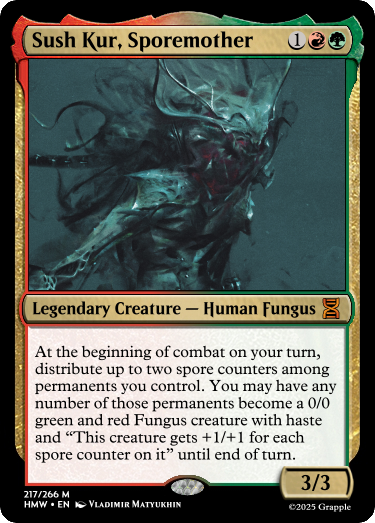 Sush Kur, Sporemother 1
Legendary Creature — Human Fungus
At the beginning of combat on your turn,
distribute up to two spore counters among
permanents you control. You may have any
number of those permanents become a 0/0
green and red Fungus creature with haste
and “This creature gets +1/+1 for each
spore counter on it” until end of turn.
3/3
217/266 M
HMW • EN Vladimir Matyukhin
©2025 Grapple